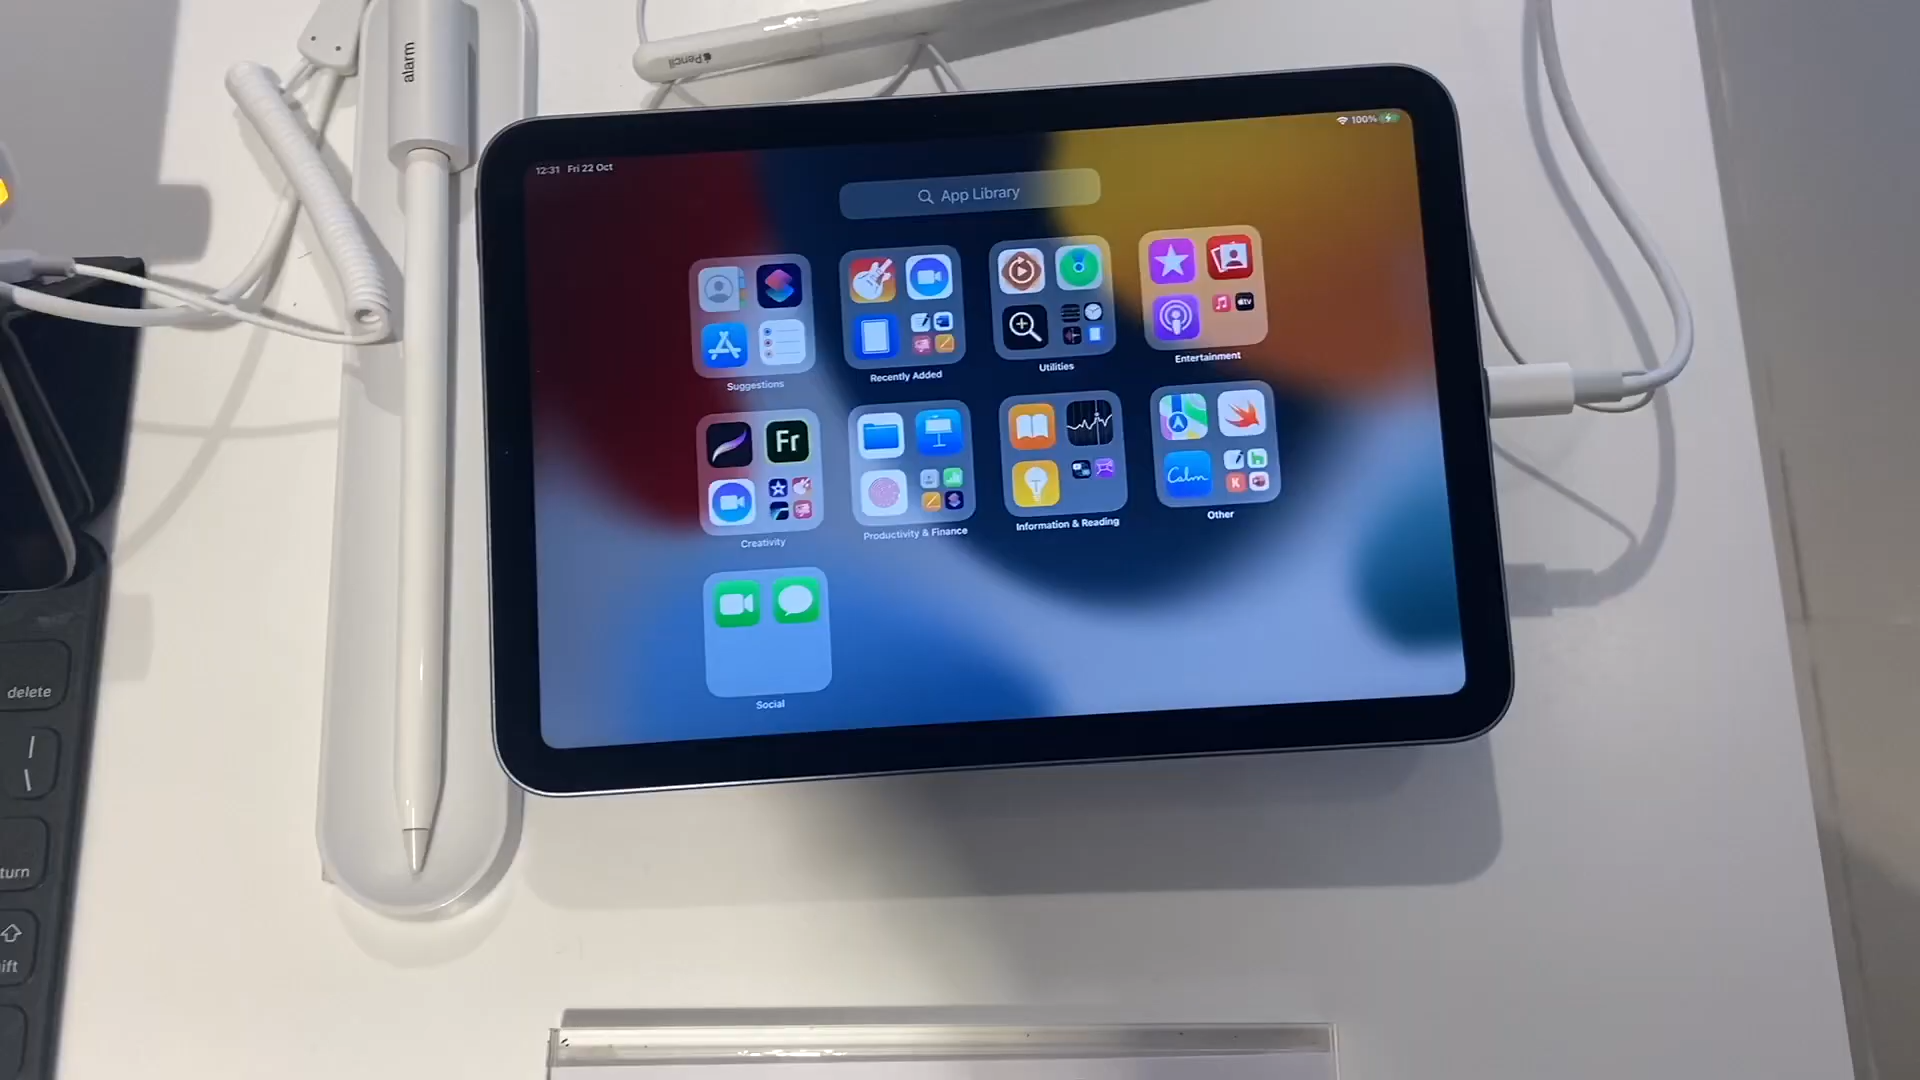 alarm
Pencil
12:31 Fri 22 Oct
100%
App Library
Suggestions
Recently Added
Utilities
Entertainment
Fr
Calm
K
tv
Creativity
Productivity & Finance
Information & Reading
Other
Social
delete
|
\
turn
ift